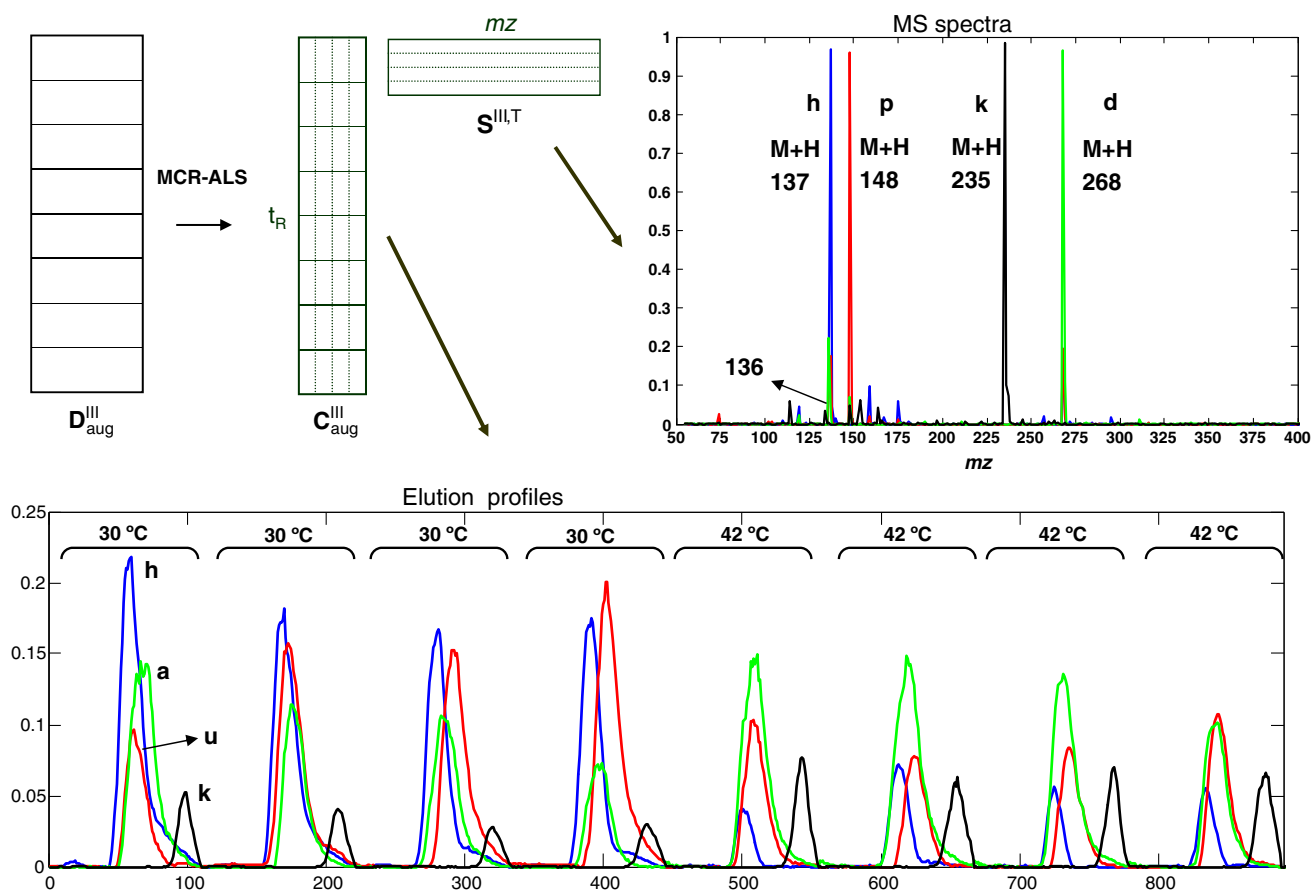 mz
S^III,T
MCR-ALS
t_R
D^III_aug
C^III_aug
MS spectra
1
0.9
0.8
0.7
0.6
0.5
0.4
0.3
0.2
0.1
0
h p k d
M+H M+H M+H M+H
137 148 235 268
136
50 75 100 125 150 175 200 225 250 275 300 325 350 375 400
mz
Elution profiles
0.25
0.2
0.15
0.1
0.05
0
30 ºC 30 ºC 30 ºC 30 ºC 42 ºC 42 ºC 42 ºC 42 ºC
h
a
u
k
0 100 200 300 400 500 600 700 800